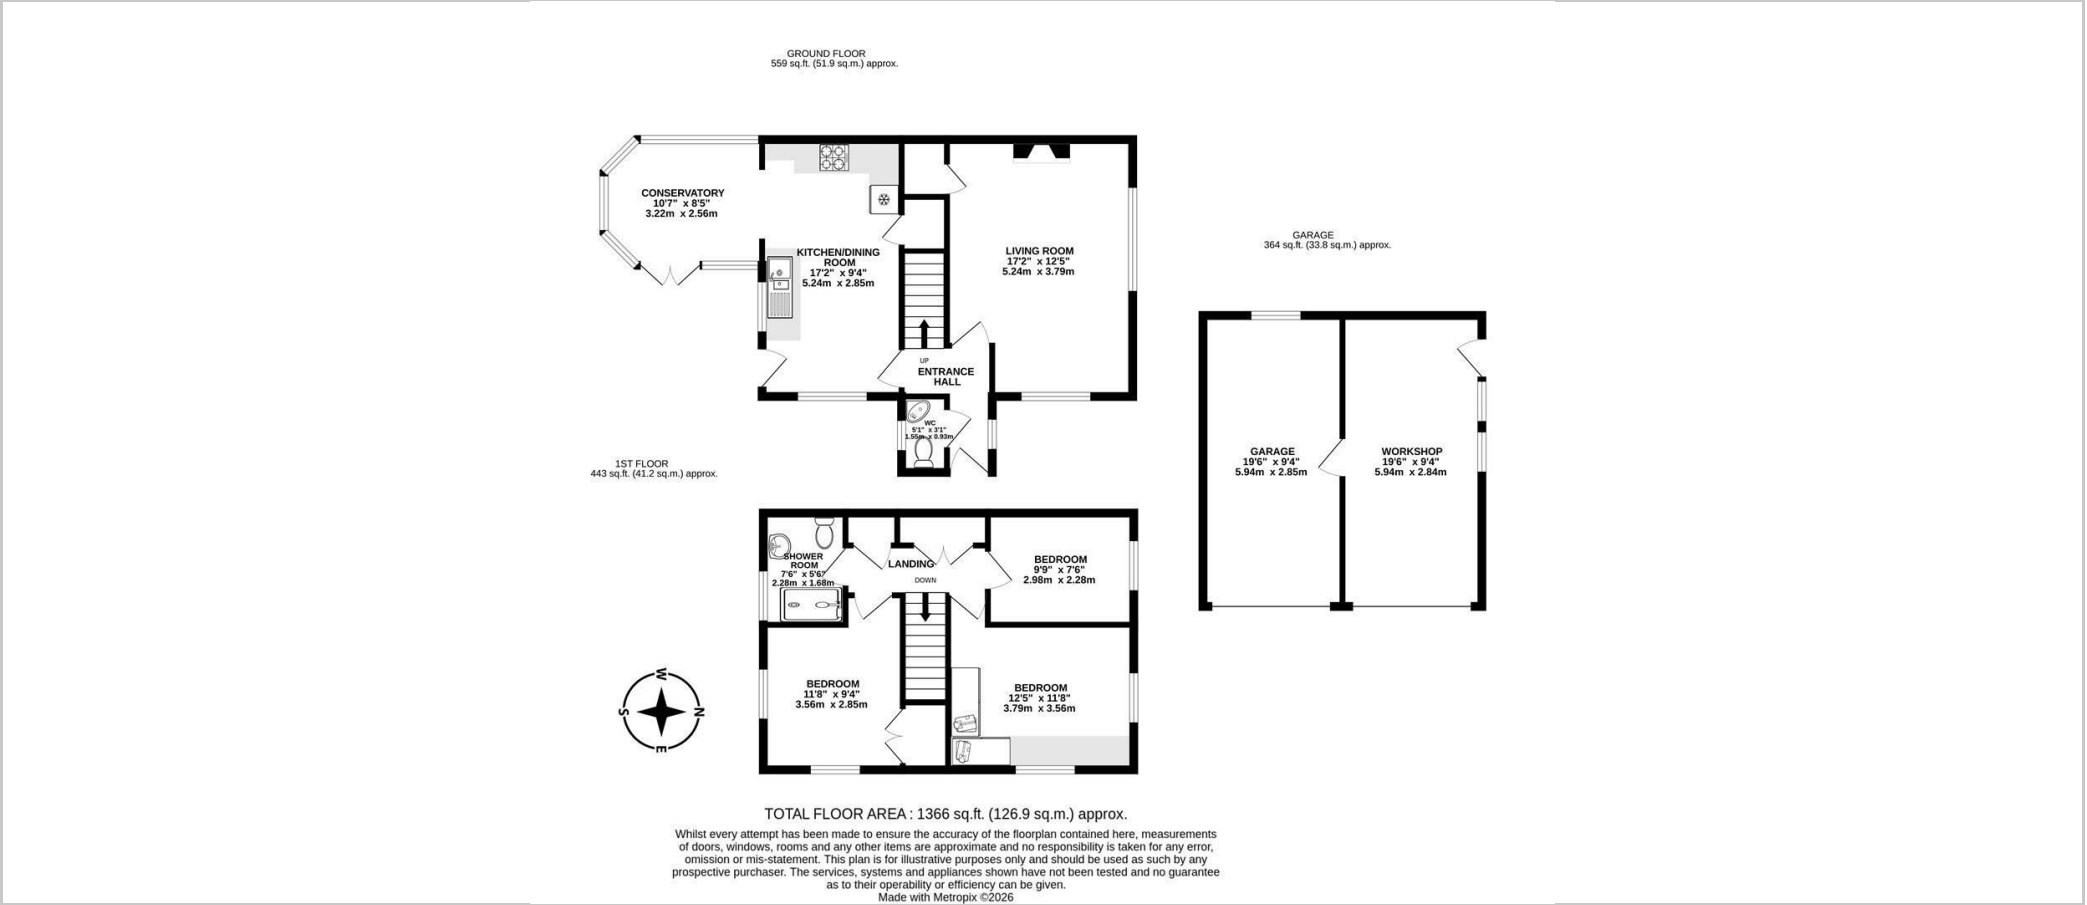 GROUND FLOOR
559 sq.ft. (51.9 sq.m.) approx.
CONSERVATORY
10'7" x 8'5"
3.22m x 2.56m
KITCHEN/DINING
ROOM
17'2" x 9'4"
5.24m x 2.85m
LIVING ROOM
17'2" x 12'5"
5.24m x 3.79m
UP
ENTRANCE
HALL
WC
5'1" x 3'1"
1.55m x 0.93m
GARAGE
364 sq.ft. (33.8 sq.m.) approx.
GARAGE
19'6" x 9'4"
5.94m x 2.85m
WORKSHOP
19'6" x 9'4"
5.94m x 2.84m
1ST FLOOR
443 sq.ft. (41.2 sq.m.) approx.
SHOWER
ROOM
7'6" x 5'6"
2.28m x 1.68m
LANDING
DOWN
BEDROOM
9'9" x 7'6"
2.98m x 2.28m
BEDROOM
11'8" x 9'4"
3.56m x 2.85m
BEDROOM
12'5" x 11'8"
3.79m x 3.56m
W
S
N
E
TOTAL FLOOR AREA : 1366 sq.ft. (126.9 sq.m.) approx.
Whilst every attempt has been made to ensure the accuracy of the floorplan contained here, measurements
of doors, windows, rooms and any other items are approximate and no responsibility is taken for any error,
omission or mis-statement. This plan is for illustrative purposes only and should be used as such by any
prospective purchaser. The services, systems and appliances shown have not been tested and no guarantee
as to their operability or efficiency can be given.
Made with Metropix ©2026